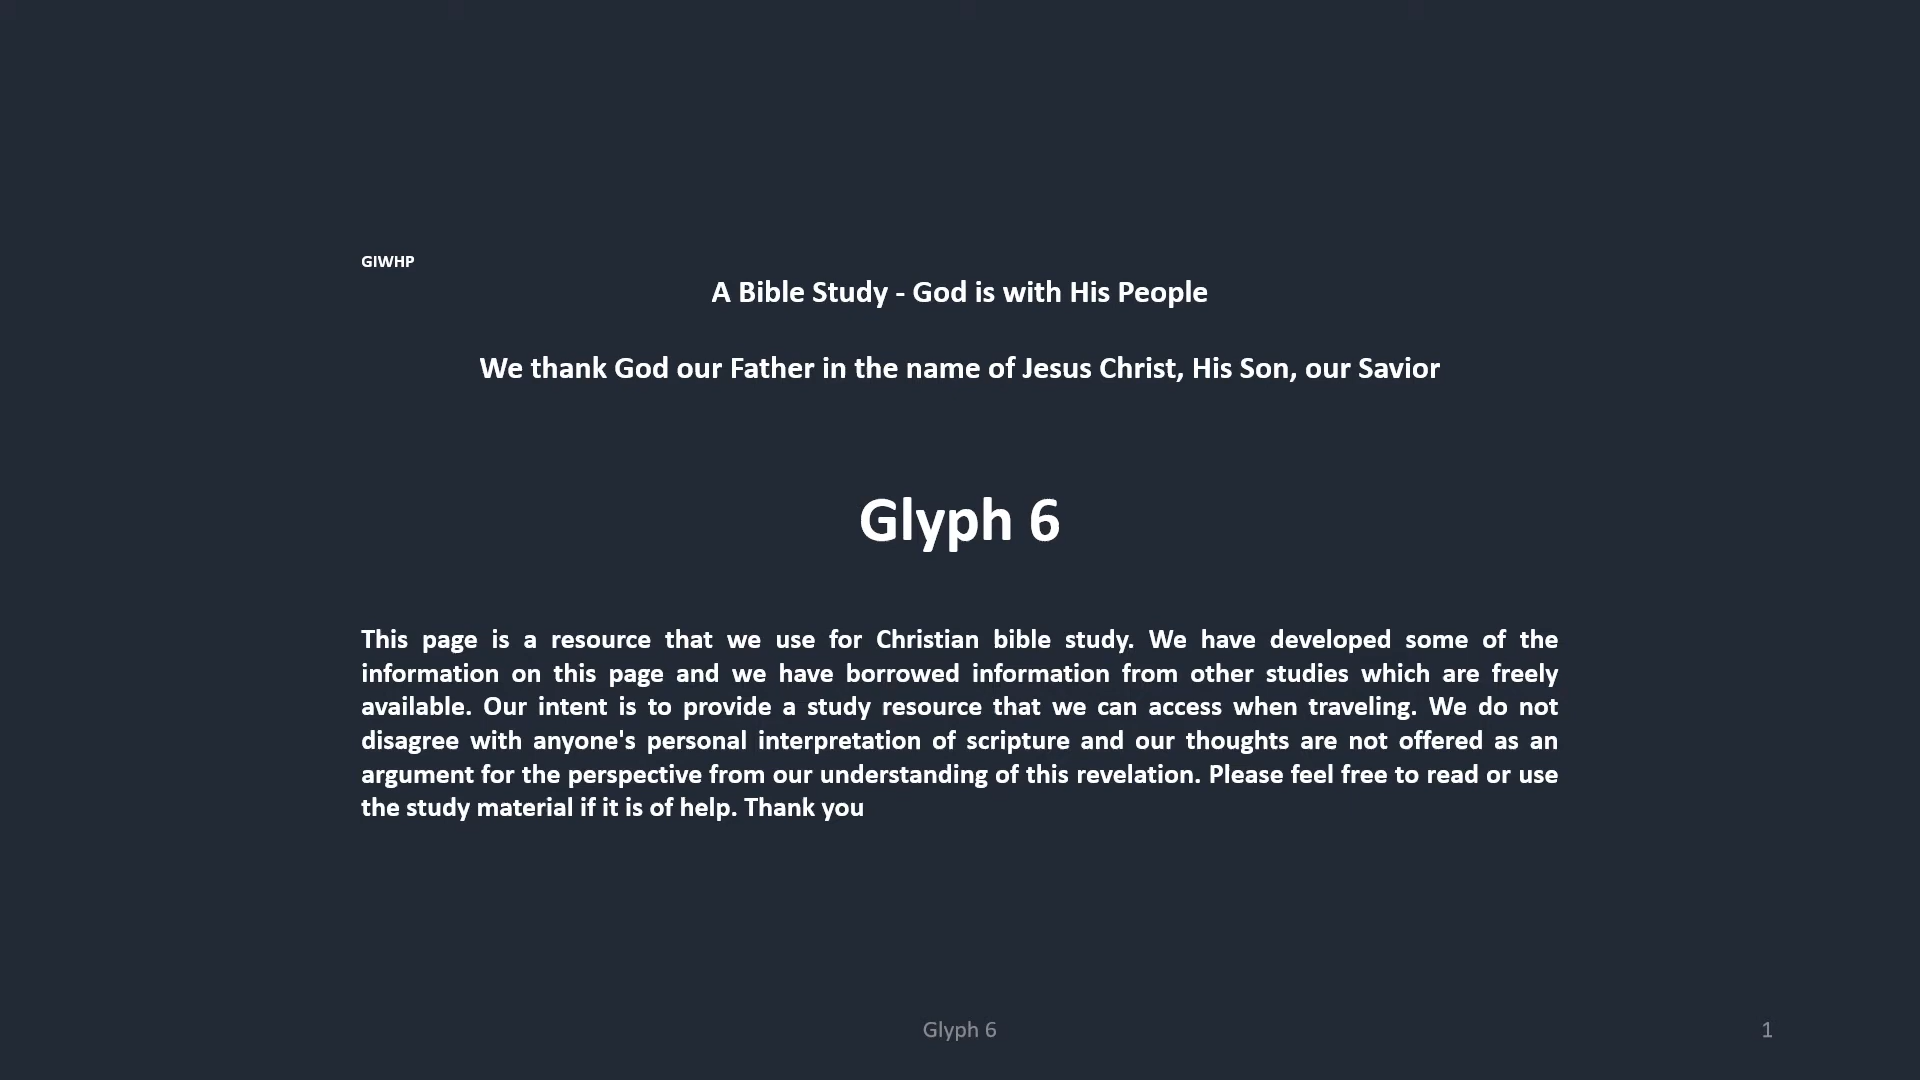 GIWHP
A Bible Study - God is with His People
We thank God our Father in the name of Jesus Christ, His Son, our Savior
Glyph 6
This page is a resource that we use for Christian bible study. We have developed some of the
information on this page and we have borrowed information from other studies which are freely
available. Our intent is to provide a study resource that we can access when traveling. We do not
disagree with anyone's personal interpretation of scripture and our thoughts are not offered as an
argument for the perspective from our understanding of this revelation. Please feel free to read or use
the study material if it is of help. Thank you
Glyph 6
1